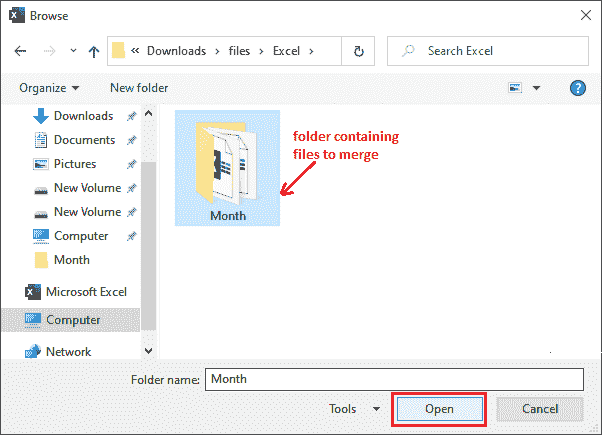 Browse
« Downloads › files › Excel ›
Search Excel
Organize
New folder
Downloads
Documents
Pictures
New Volume
New Volume
Computer
Month
Microsoft Excel
Computer
Network
folder containing
files to merge
Month
Folder name: Month
Tools
Open
Cancel